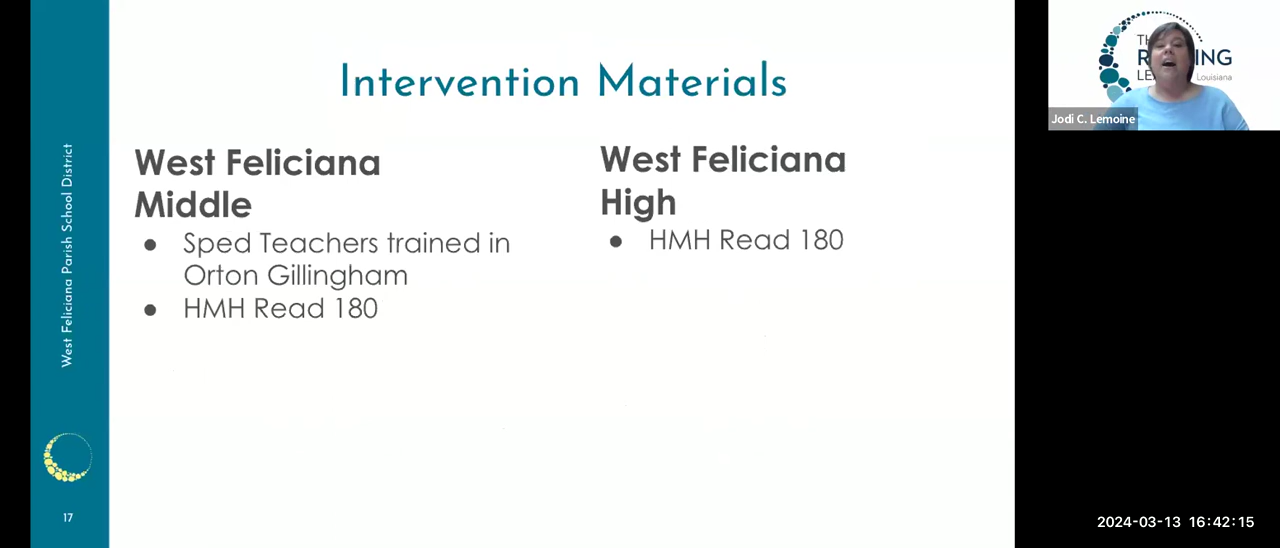 Intervention Materials
West Feliciana
Middle
● Sped Teachers trained in
Orton Gillingham
● HMH Read 180
West Feliciana
High
● HMH Read 180
West Feliciana Parish School District
17
Louisiana
Jodi C. Lemoine
2024-03-13 16:42:15